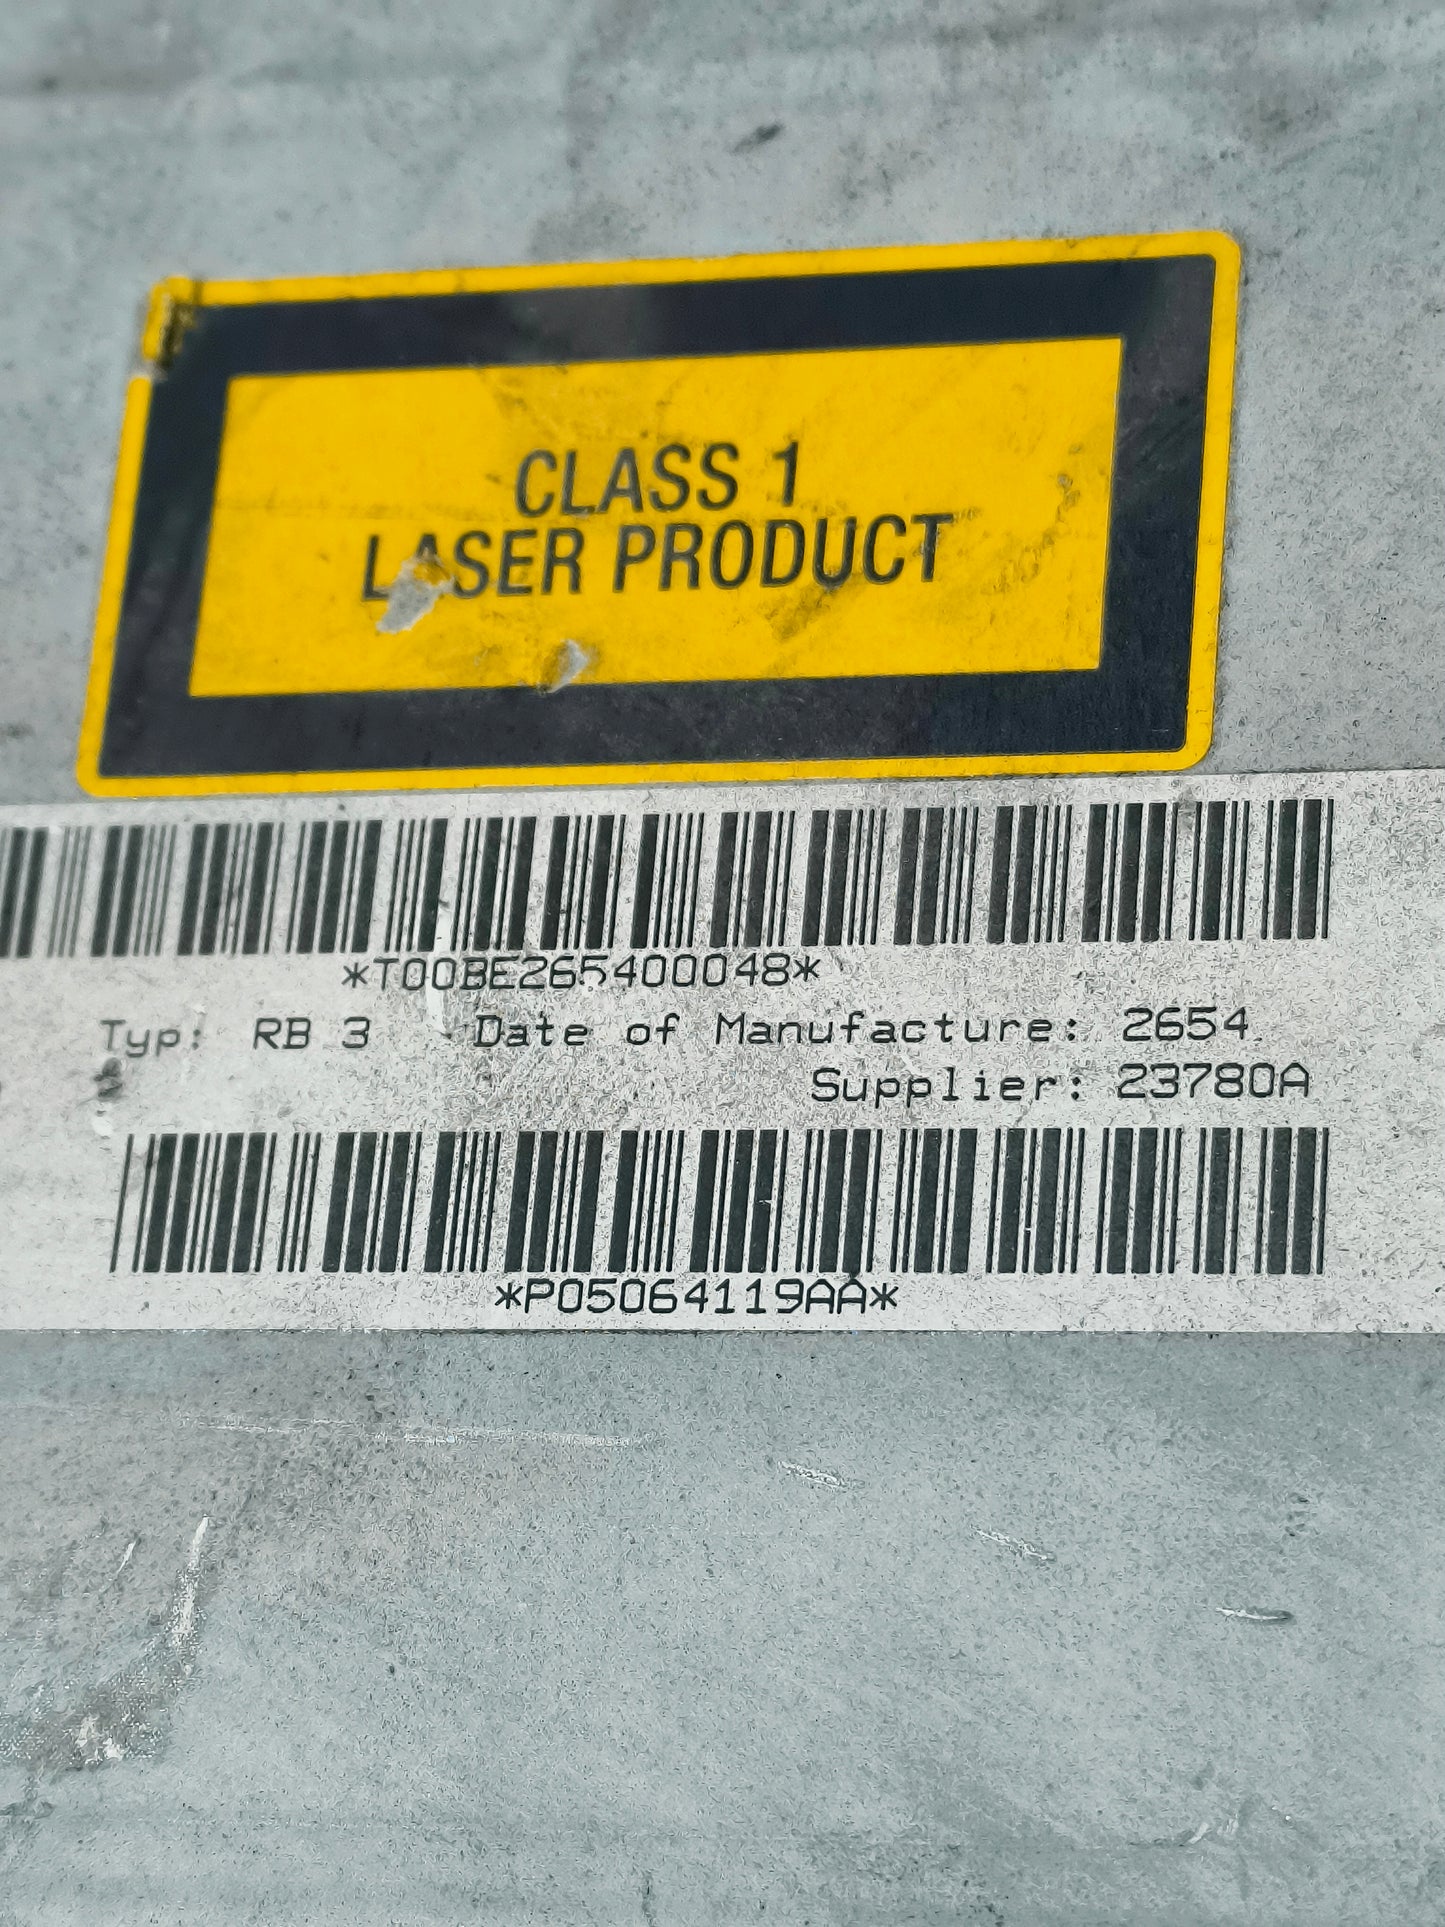 CLASS 1
LASER PRODUCT
*T00BE265400048*
Typ: RB 3 Date of Manufacture: 2654
Supplier: 23780A
*P05064119AA*